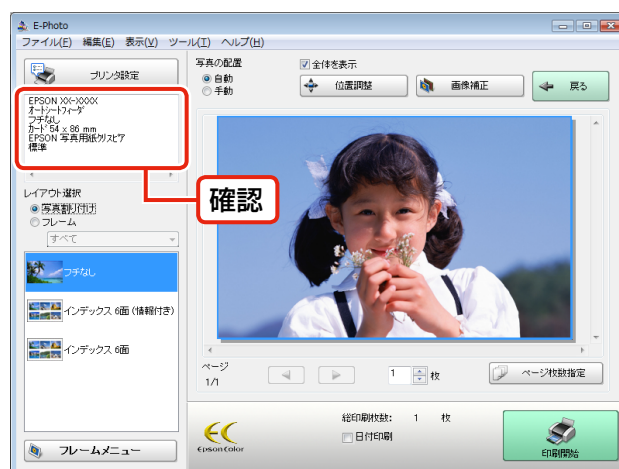 E-Photo
ファイル(F) 編集(E) 表示(V) ツール(T) ヘルプ(H)
プリンタ設定
EPSON XX-XXXX
オートシートフィーダ
フチなし
カード 54 x 86 mm
EPSON 写真用紙クリスピア
標準
確認
レイアウト選択
写真割り付け
フレーム
すべて
フチなし
インデックス 6面 (情報付き)
インデックス 6面
フレームメニュー
写真の配置
自動
手動
全体を表示
位置調整
画像補正
戻る
ページ
1/1
1 枚
ページ枚数指定
EPSON Color
総印刷枚数: 1 枚
日付印刷
印刷開始